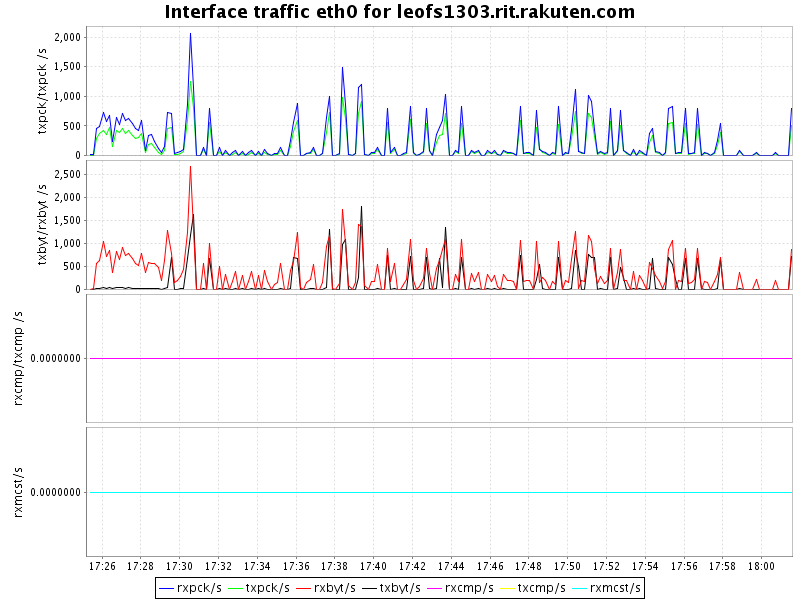 Interface traffic eth0 for leofs1303.rit.rakuten.com
txpck/txpck /s
2,000
1,500
1,000
500
0
txbyt/rxbyt /s
2,500
2,000
1,500
1,000
500
0
rxcmp/txcmp /s
0.0000000
rxmcst/s
0.0000000
17:26 17:28 17:30 17:32 17:34 17:36 17:38 17:40 17:42 17:44 17:46 17:48 17:50 17:52 17:54 17:56 17:58 18:00
rxpck/s txpck/s rxbyt/s txbyt/s rxcmp/s txcmp/s rxmcst/s